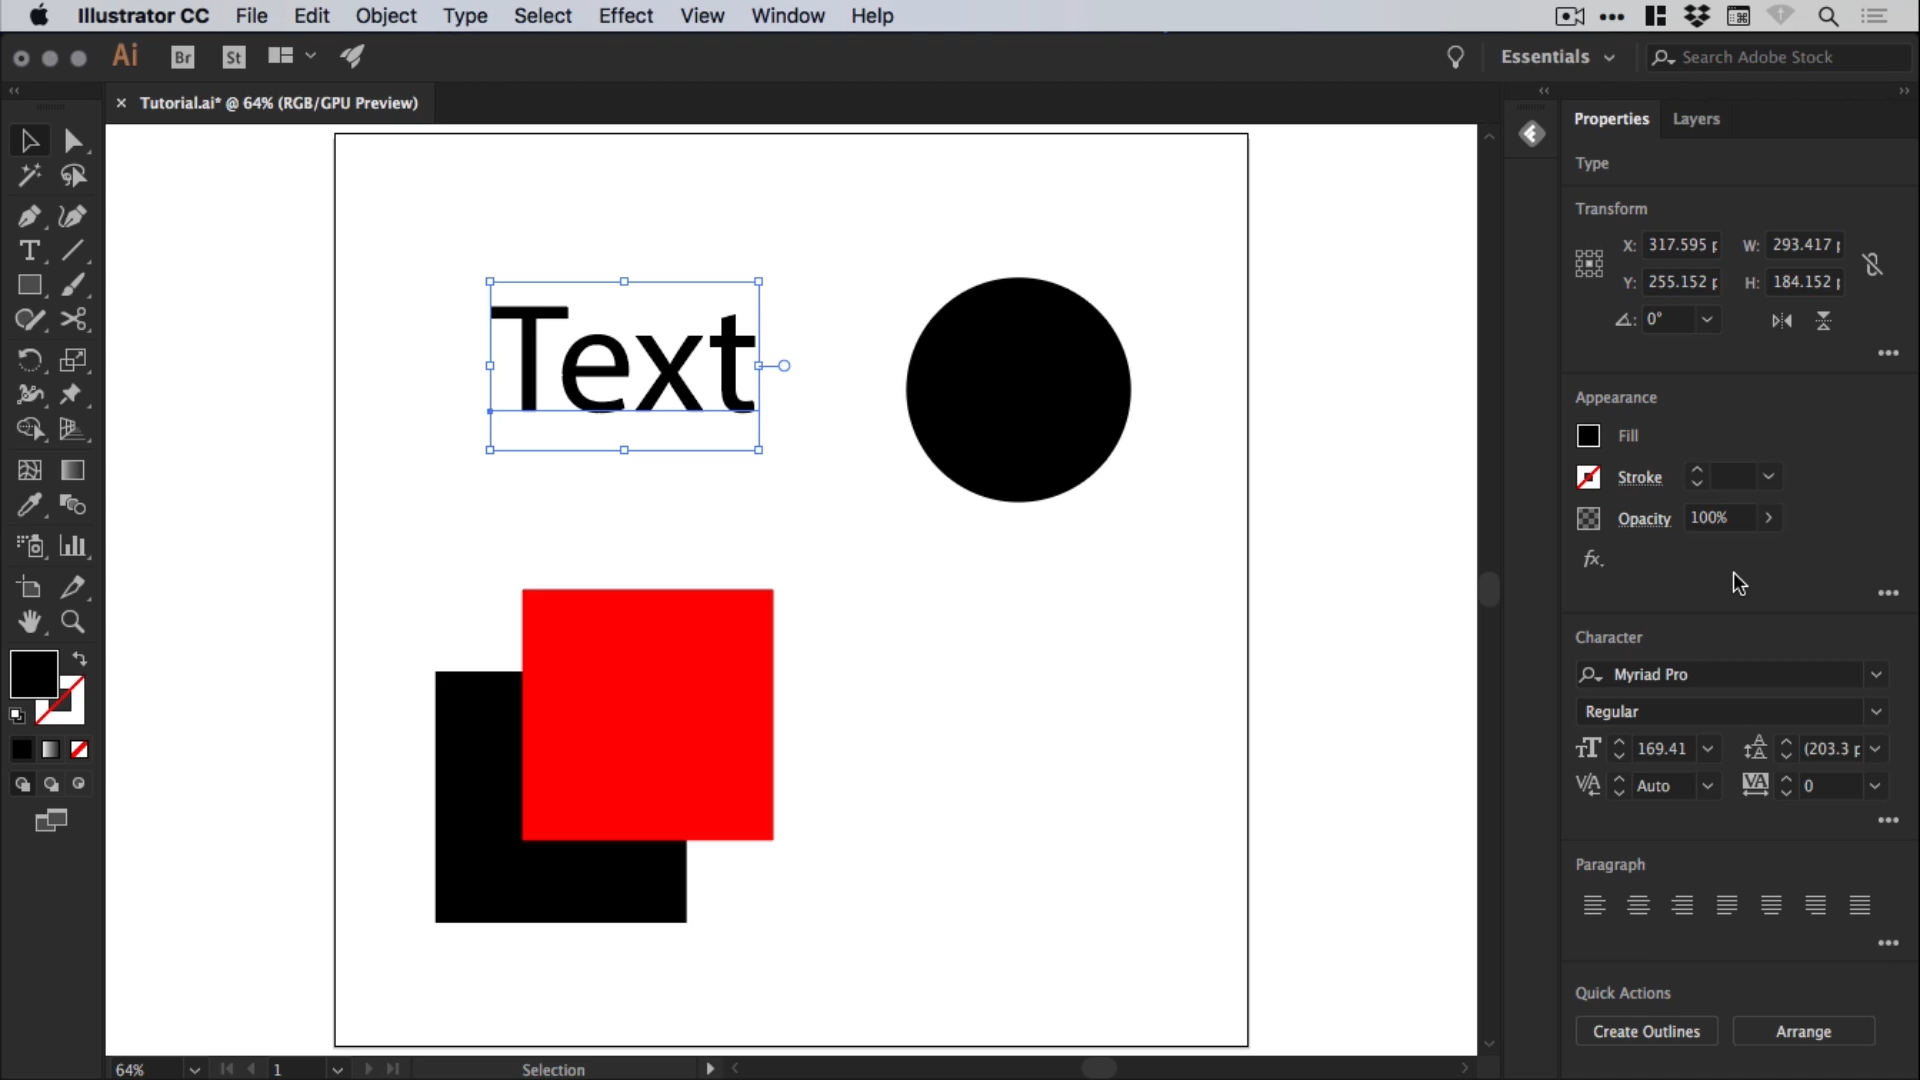 Illustrator CC File Edit Object Type Select Effect View Window Help
Ai Br St Essentials Search Adobe Stock
× Tutorial.ai* @ 64% (RGB/GPU Preview)
Properties Layers
Type
Transform
X: 317.595 p W: 293.417 p
Y: 255.152 p H: 184.152 p
0°
Text
Appearance
Fill
Stroke
Opacity 100%
fx.
Character
Myriad Pro
Regular
169.41 (203.3 p
Auto 0
Paragraph
Quick Actions
Create Outlines Arrange
64% 1 Selection